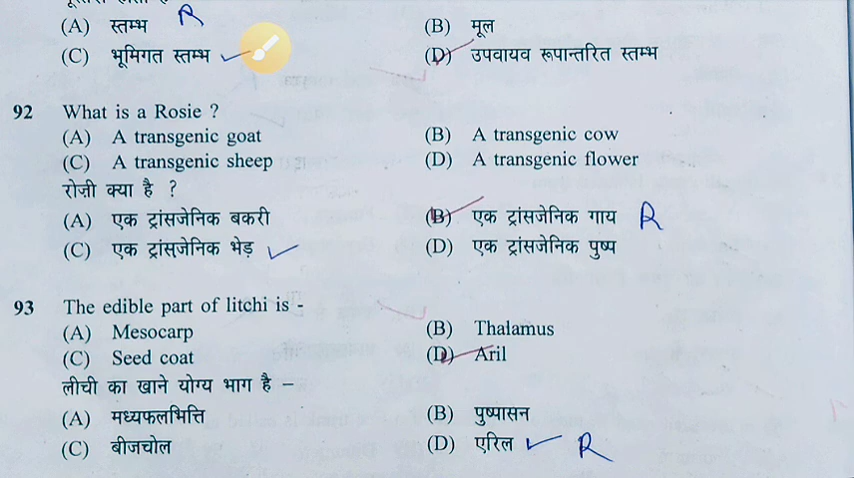 (A) स्तम्भ R (B) मूल
(C) भूमिगत स्तम्भ (D) उपवायव रूपान्तरित स्तम्भ
92 What is a Rosie ?
(A) A transgenic goat (B) A transgenic cow
(C) A transgenic sheep (D) A transgenic flower
रोजी क्या है ?
(A) एक ट्रांसजेनिक बकरी (B) एक ट्रांसजेनिक गाय R
(C) एक ट्रांसजेनिक भेड़ (D) एक ट्रांसजेनिक पुष्प
93 The edible part of litchi is -
(A) Mesocarp (B) Thalamus
(C) Seed coat (D) Aril
लीची का खाने योग्य भाग है –
(A) मध्यफलभित्ति (B) पुष्पासन
(C) बीजचोल (D) एरिल R